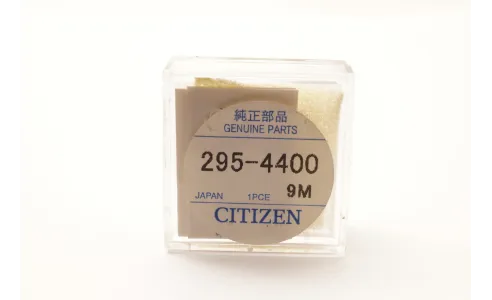 純正部品
GENUINE PARTS
295-4400
9M
JAPAN 1PCE
CITIZEN